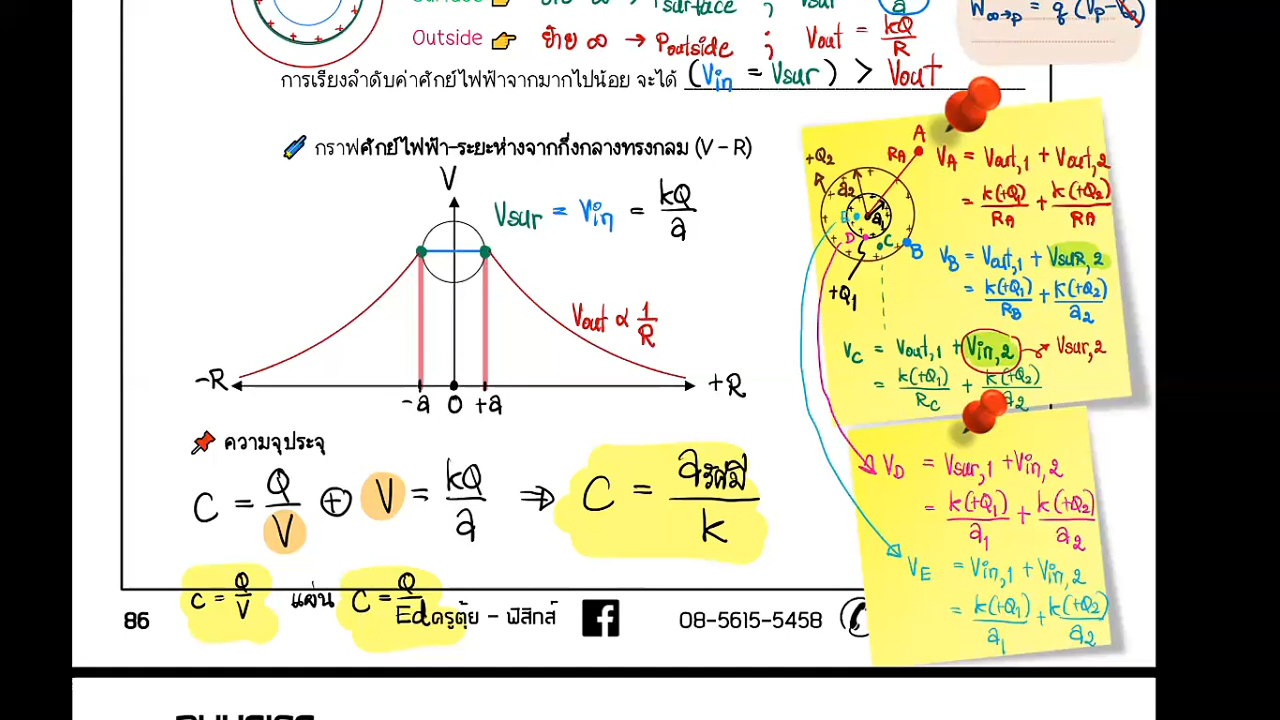 Outside 👉 ย้าย ∞ → Poutside ; Vout = kQ/R
การเรียงลำดับค่าศักย์ไฟฟ้าจากมากไปน้อย จะได้ (Vin = Vsur) > Vout
กราฟศักย์ไฟฟ้า-ระยะห่างจากกึ่งกลางทรงกลม (V – R)
V
Vsur = Vin = kQ/a
Vout ∝ 1/R
-R
+R
-a 0 +a
ความจุประจุ
C = Q/V ⊕ V = kQ/a ⇒ C = aรัศมี/k
C = Q/V แผ่น C = Q/Ed
86
ครูตุ้ย – ฟิสิกส์
08-5615-5458
A
RA
+Q2
a2
a1
E
D
C
B
+Q1
VA = Vout,1 + Vout,2
= k(+Q1)/RA + k(+Q2)/RA
VB = Vout,1 + VsuR,2
= k(+Q1)/RB + k(+Q2)/a2
VC = Vout,1 + Vin,2 → Vsur,2
= k(+Q1)/RC + k(+Q2)/a2
VD = Vsur,1 + Vin,2
= k(+Q1)/a1 + k(+Q2)/a2
VE = Vin,1 + Vin,2
= k(+Q1)/a1 + k(+Q2)/a2